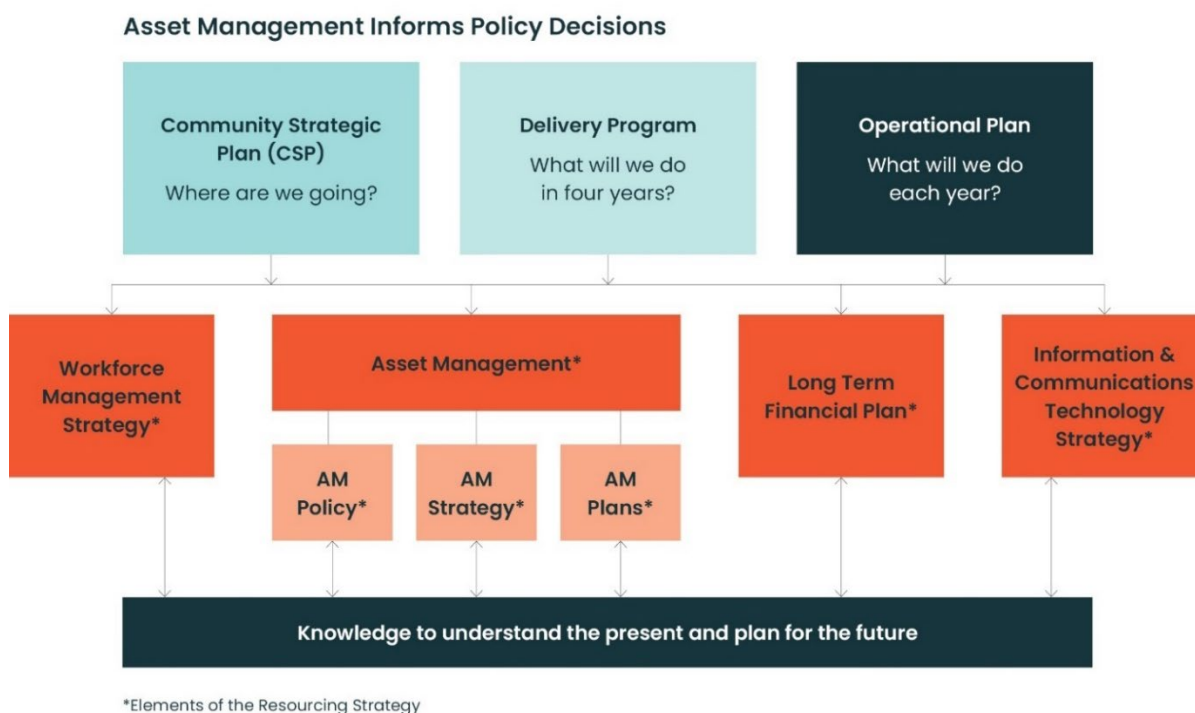 Asset Management Informs Policy Decisions
Community Strategic
Plan (CSP)
Where are we going?
Delivery Program
What will we do
in four years?
Operational Plan
What will we do
each year?
Workforce
Management
Strategy*
Asset Management*
AM
Policy*
AM
Strategy*
AM
Plans*
Long Term
Financial Plan*
Information &
Communications
Technology
Strategy*
Knowledge to understand the present and plan for the future
*Elements of the Resourcing Strategy